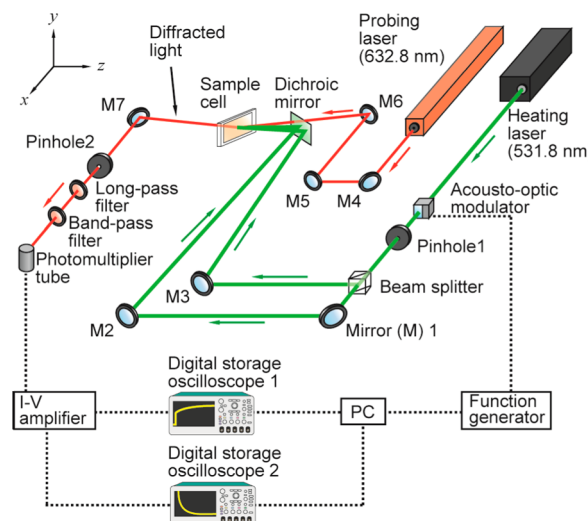 y
z
x
Diffracted
light
Probing
laser
(632.8 nm)
Sample
cell
Dichroic
mirror
M7
M6
Heating
laser
(531.8 nm)
Pinhole2
Long-pass
filter
Band-pass
filter
Photomultiplier
tube
M5
M4
Acousto-optic
modulator
Pinhole1
M3
Beam splitter
M2
Mirror (M) 1
Digital storage
oscilloscope 1
I-V
amplifier
PC
Function
generator
Digital storage
oscilloscope 2